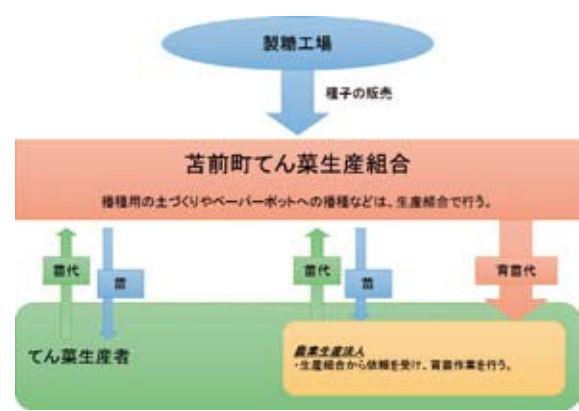 製糖工場
種子の販売
苫前町てん菜生産組合
播種用の土づくりやペーパーポットへの播種などは、生産組合で行う。
苗代
苗
苗代
苗
育苗代
てん菜生産者
農業生産法人
・生産組合から依頼を受け、育苗作業を行う。